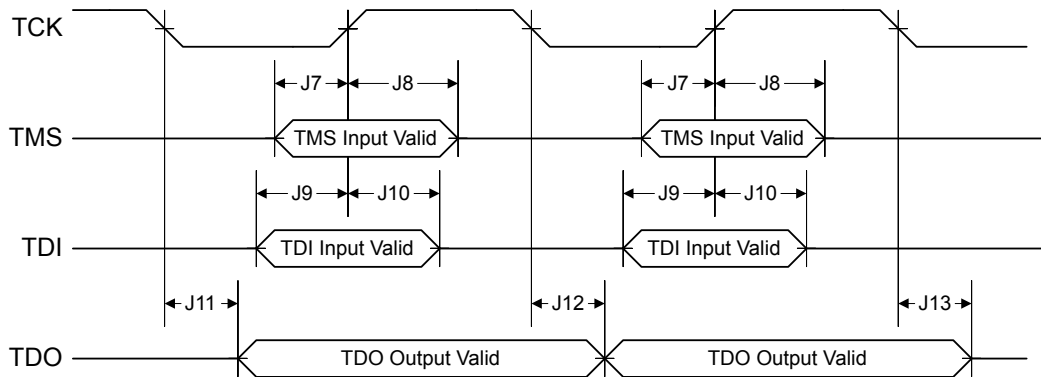 TCK
J7 J8 J7 J8
TMS TMS Input Valid TMS Input Valid
J9 J10 J9 J10
TDI TDI Input Valid TDI Input Valid
J11 J12 J13
TDO TDO Output Valid TDO Output Valid